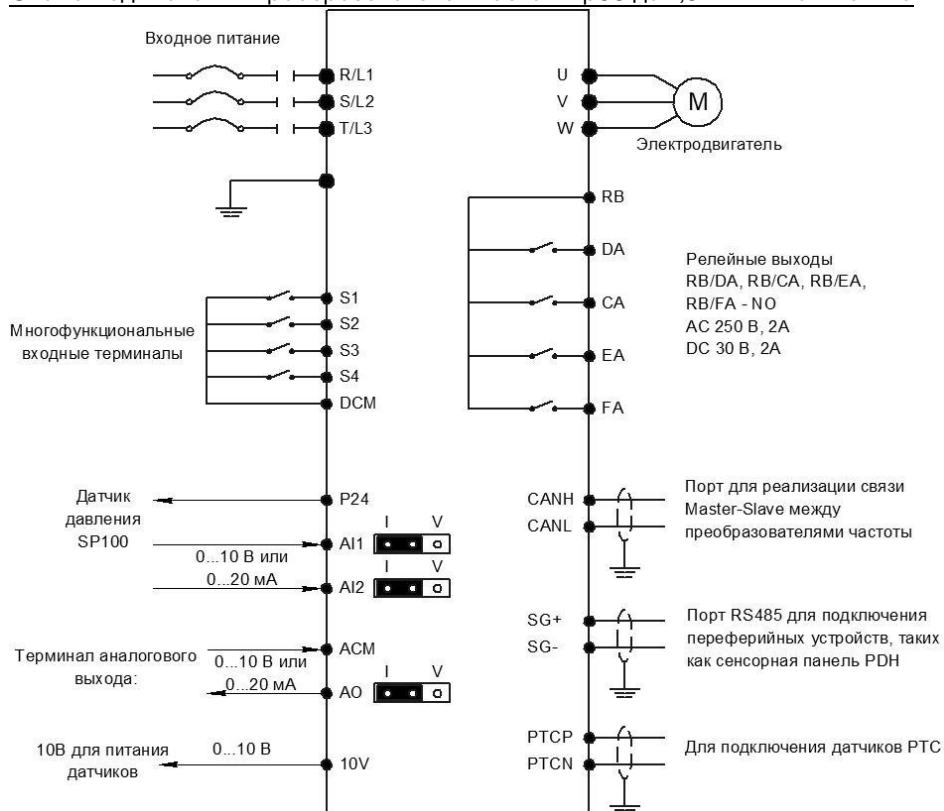 Входное питание
R/L1
S/L2
T/L3
U
V
W
M
Электродвигатель
RB
DA
CA
EA
FA
Релейные выходы
RB/DA, RB/CA, RB/EA,
RB/FA - NO
AC 250 В, 2А
DC 30 В, 2А
Многофункциональные
входные терминалы
S1
S2
S3
S4
DCM
Датчик
давления
SP100
P24
I V
AI1
0...10 В или
0...20 мА
I V
AI2
CANH
CANL
Порт для реализации связи
Master-Slave между
преобразователями частоты
SG+
SG-
Порт RS485 для подключения
переферийных устройств, таких
как сенсорная панель PDH
Терминал аналогового
выхода:
ACM
0...10 В или
0...20 мА
I V
AO
10В для питания
датчиков
0...10 В
10V
PTCP
PTCN
Для подключения датчиков PTC